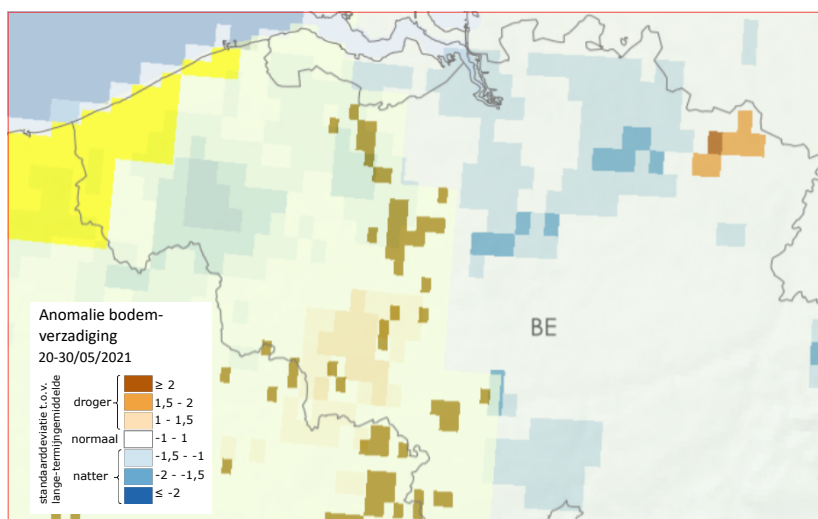 BE
Anomalie bodem-
verzadiging
20-30/05/2021
standaarddeviatie t.o.v.
lange-termijngemiddelde
droger
normaal
natter
≥ 2
1,5 - 2
1 - 1,5
-1 - 1
-1,5 - -1
-2 - -1,5
≤ -2